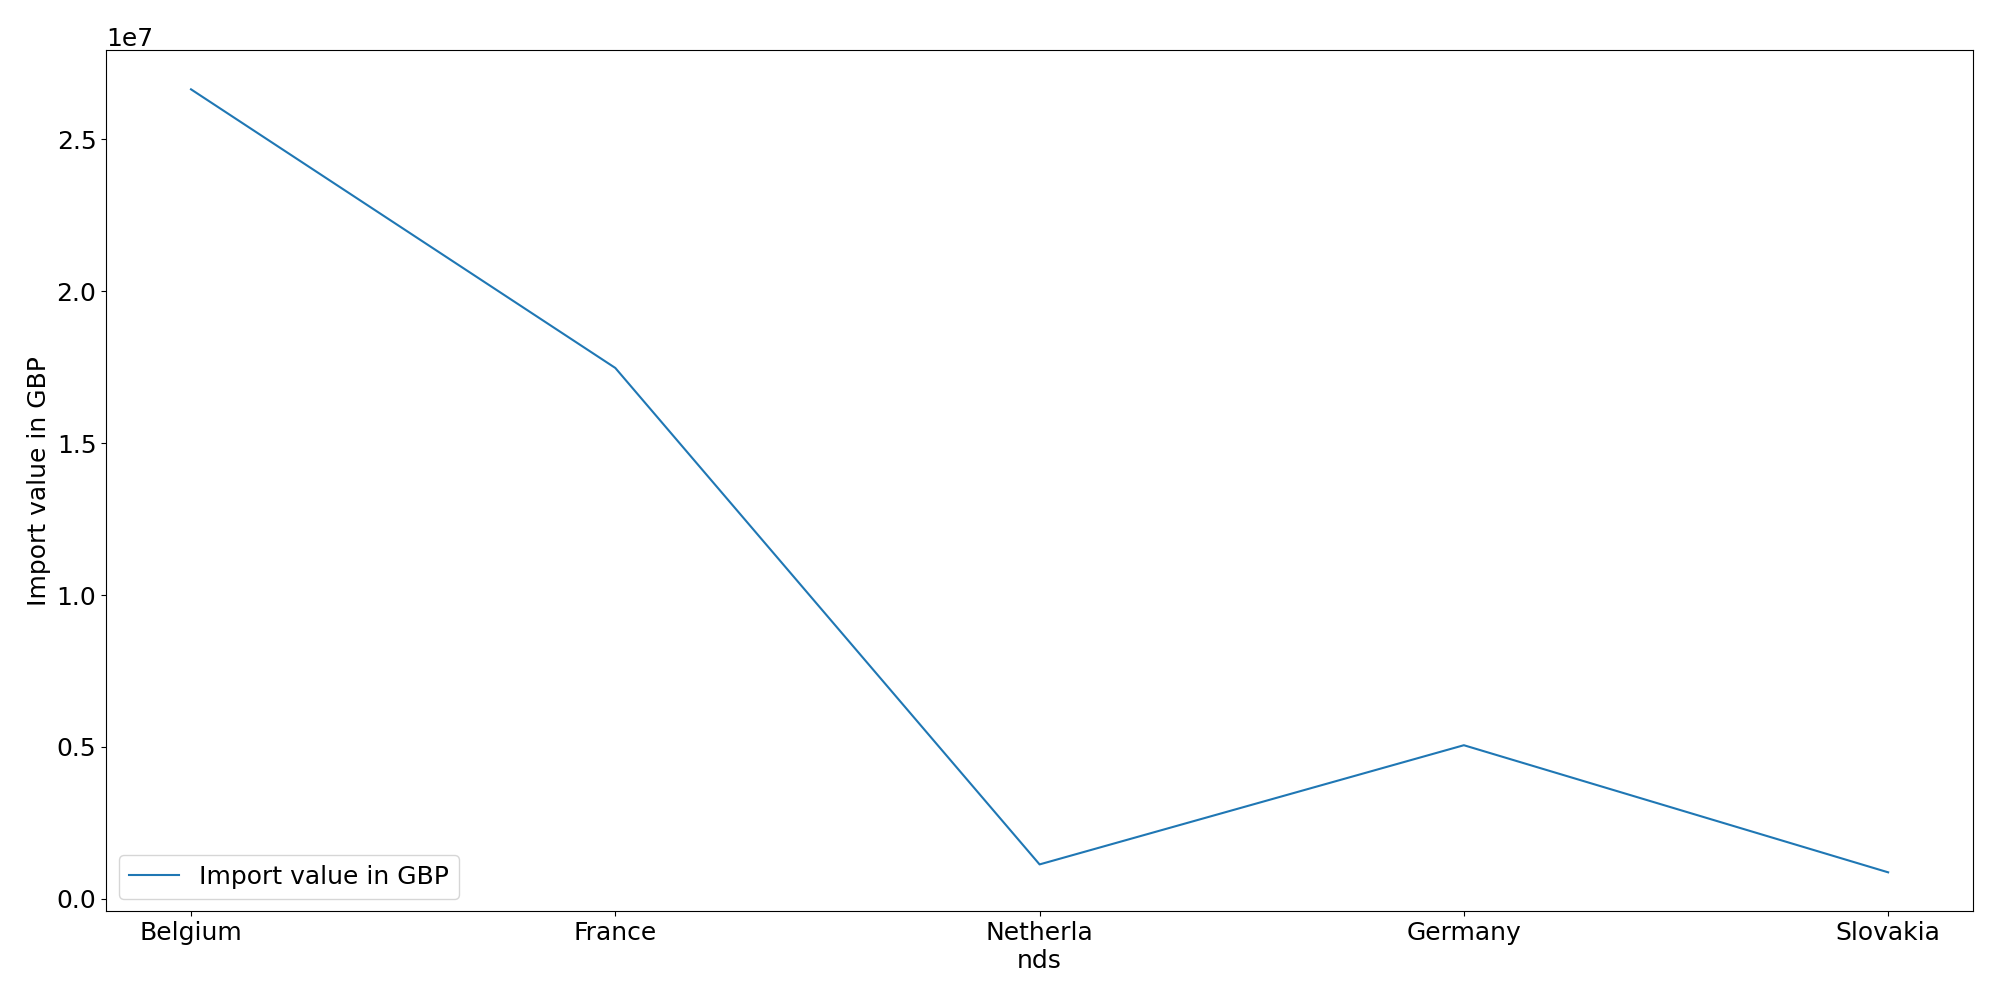 1e7
2.5
2.0
1.5
1.0
0.5
0.0
Import value in GBP
Import value in GBP
Belgium
France
Netherla
nds
Germany
Slovakia